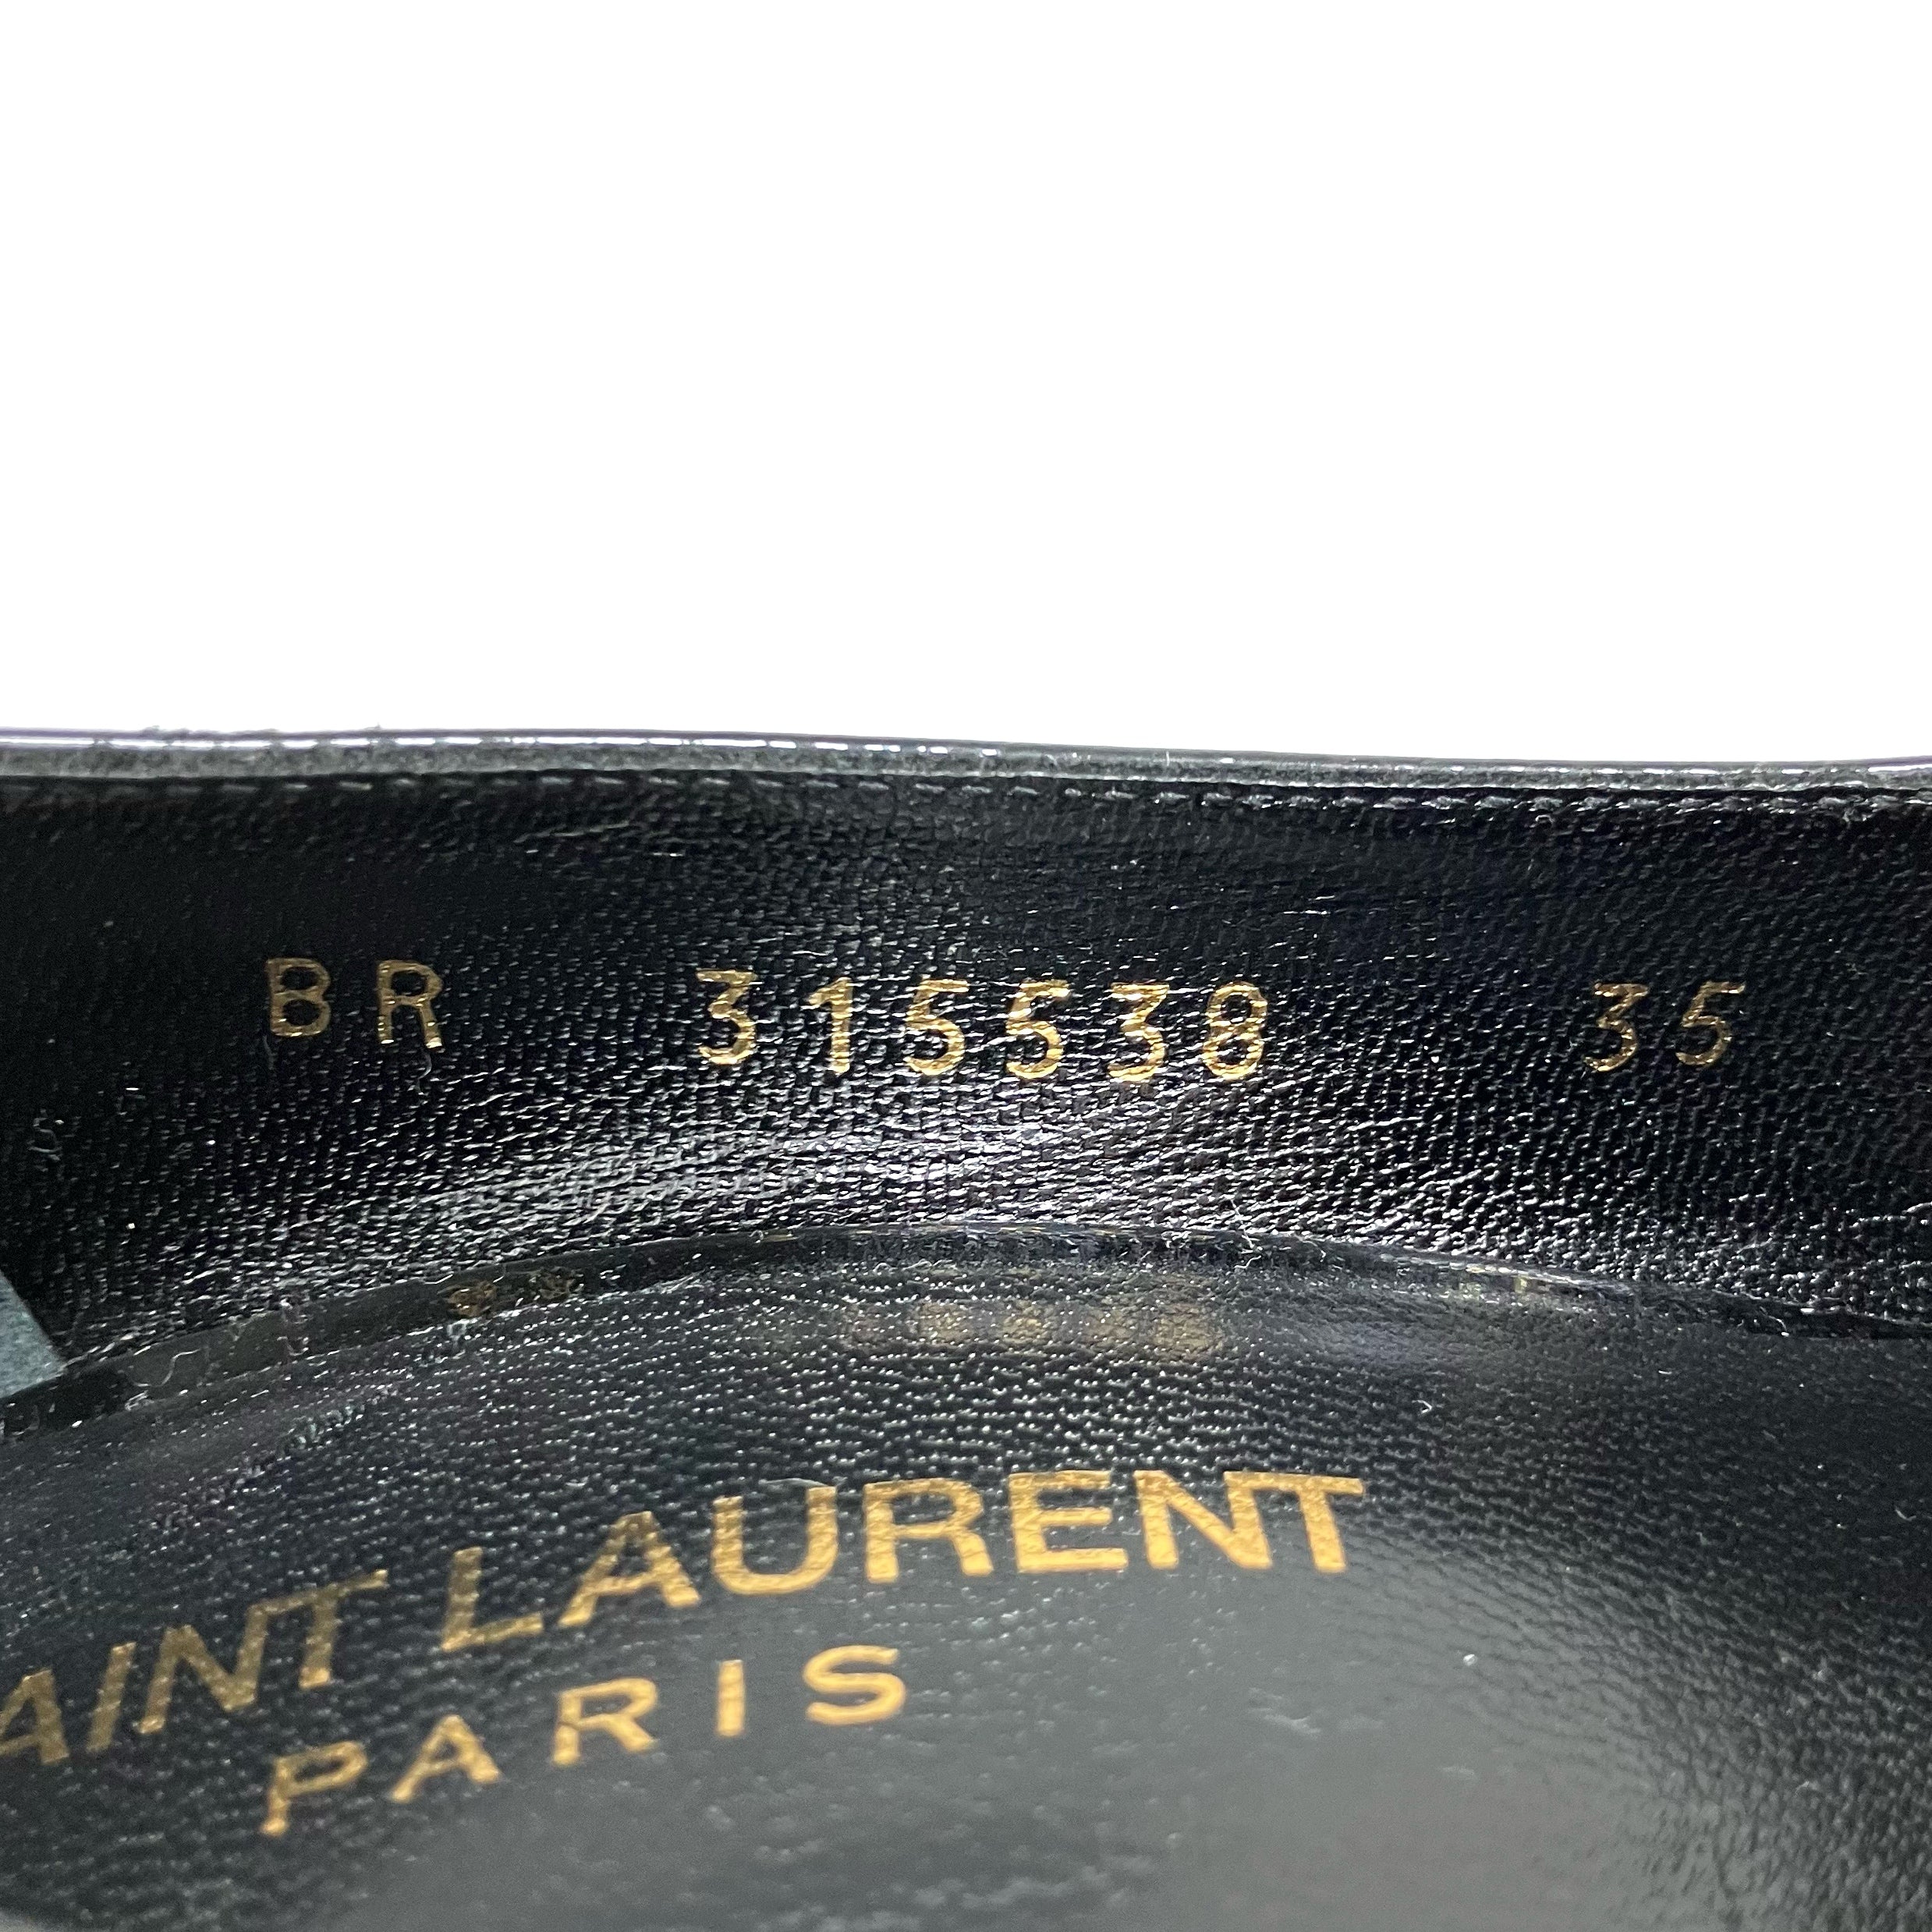 BR 315538 35
AINT LAURENT
PARIS